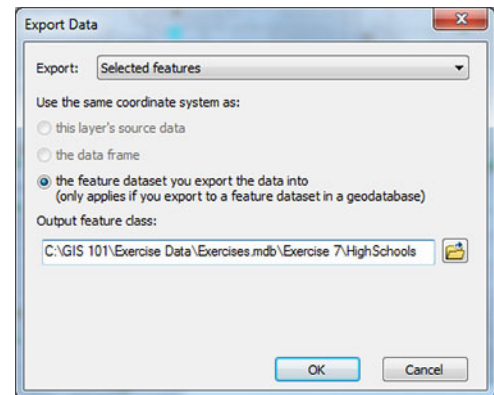 Export Data
Export: Selected features
Use the same coordinate system as:
this layer's source data
the data frame
the feature dataset you export the data into
(only applies if you export to a feature dataset in a geodatabase)
Output feature class:
C:\GIS 101\Exercise Data\Exercises.mdb\Exercise 7\HighSchools
OK Cancel